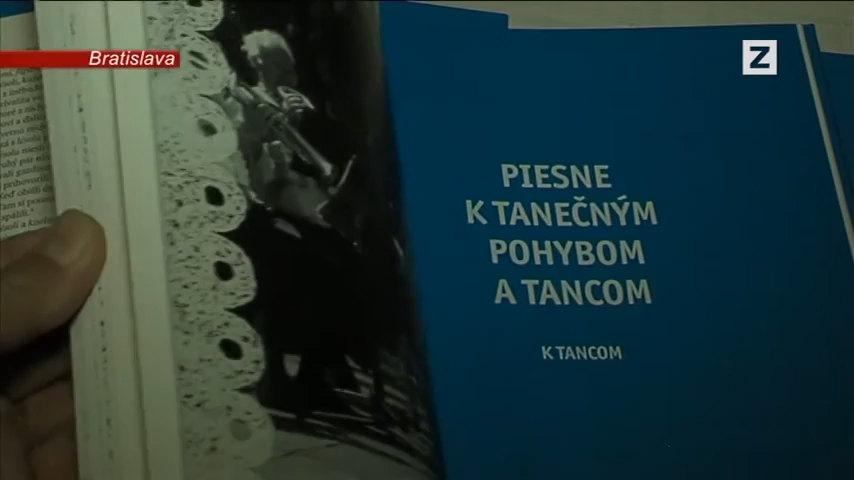 Bratislava
Z
PIESNE
K TANEČNÝM
POHYBOM
A TANCOM
K TANCOM